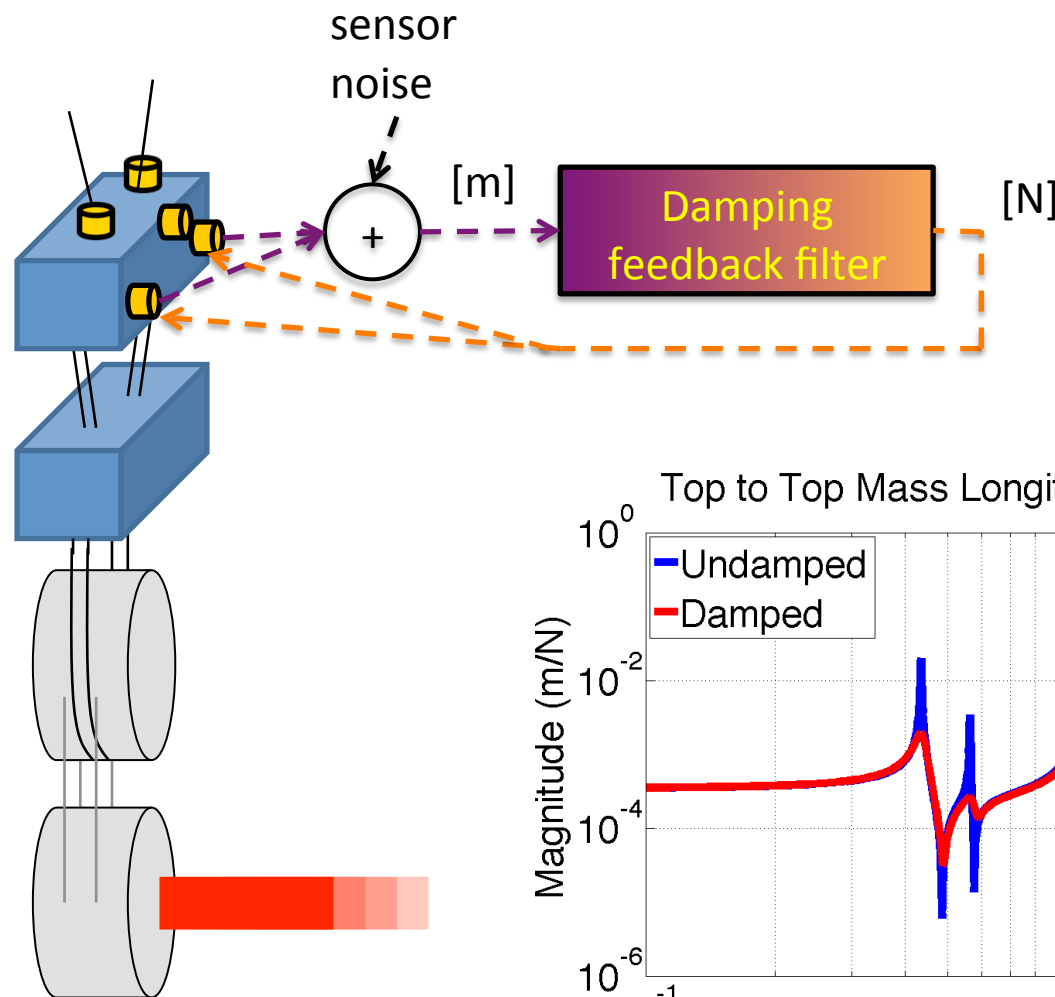 sensor
noise
[m]
[N]
+
Damping
feedback filter
Top to Top Mass Longit
Undamped
Damped
Magnitude (m/N)
10^0
10^-2
10^-4
10^-6
-1